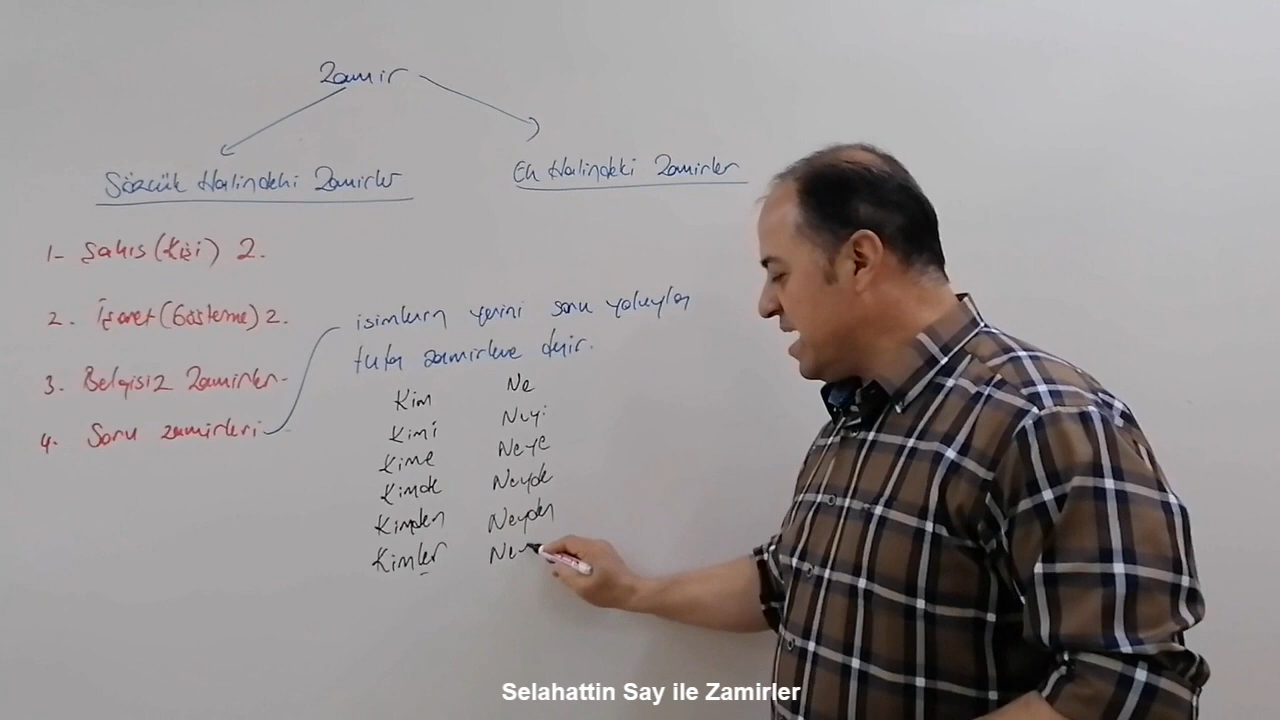 Zamir
Sözcük Halindeki Zamirler
Ek Halindeki Zamirler
1- Şahıs (Kişi) Z.
2. İşaret (Gösterme) Z.
3. Belgisiz Zamirler
4. Soru zamirleri
isimlerin yerini soru yoluyla
tutan zamirlere denir.
Kim Ne
Kimi Neyi
Kime Neye
Kimde Neyde
Kimden Neyden
Kimler Ne
Selahattin Say ile Zamirler